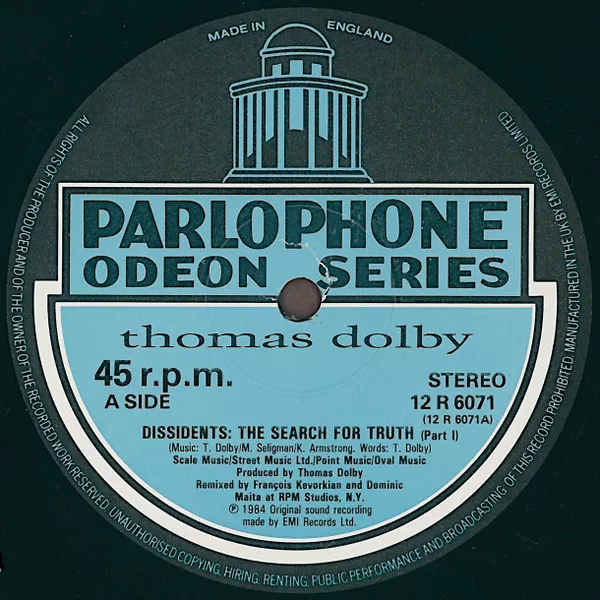 MADE IN ENGLAND
PARLOPHONE
ODEON SERIES
thomas dolby
45 r.p.m.
STEREO
A SIDE
12 R 6071
(12 R 6071A)
DISSIDENTS: THE SEARCH FOR TRUTH (Part I)
(Music: T. Dolby/M. Seligman/K. Armstrong. Words: T. Dolby)
Scale Music/Street Music Ltd./Point Music/Oval Music
Produced by Thomas Dolby
Remixed by François Kevorkian and Dominic
Maita at RPM Studios, N.Y.
℗ 1984 Original sound recording
made by EMI Records Ltd.
ALL RIGHTS OF THE PRODUCER AND OF THE OWNER OF THE RECORDED WORK RESERVED. UNAUTHORISED COPYING, HIRING, RENTING, PUBLIC PERFORMANCE AND BROADCASTING OF THIS RECORD PROHIBITED. MANUFACTURED IN THE UK BY EMI RECORDS LIMITED